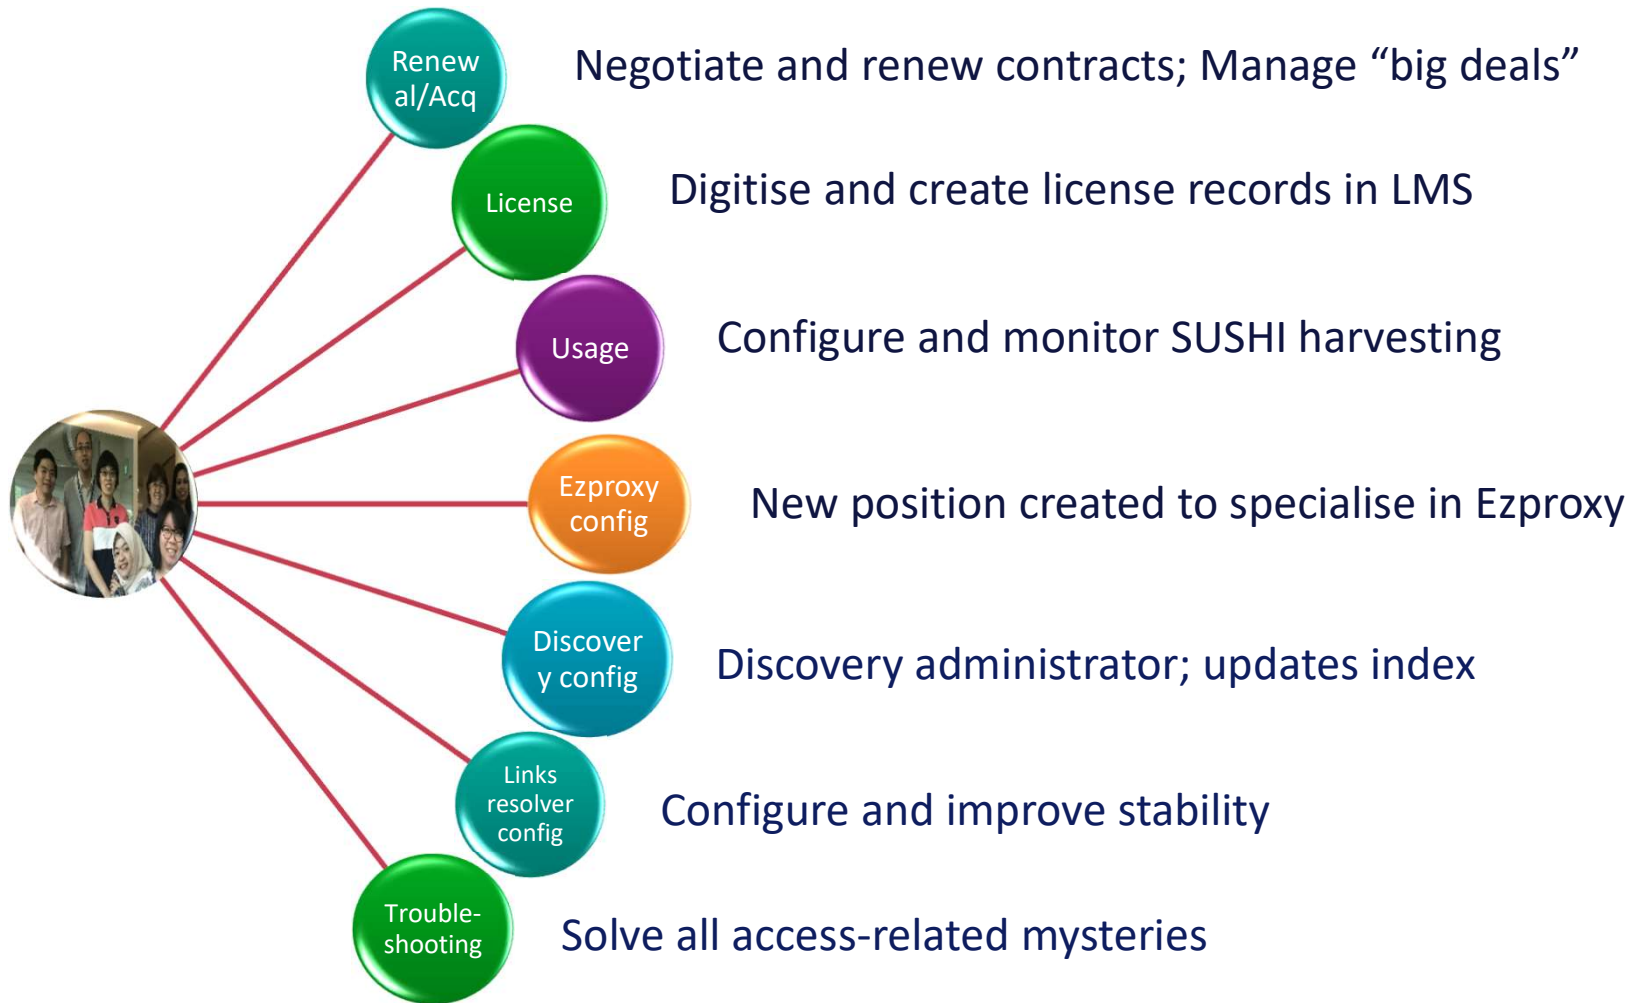 Renew
al/Acq
Negotiate and renew contracts; Manage “big deals”
License
Digitise and create license records in LMS
Usage
Configure and monitor SUSHI harvesting
Ezproxy
config
New position created to specialise in Ezproxy
Discover
y config
Discovery administrator; updates index
Links
resolver
config
Configure and improve stability
Trouble-
shooting
Solve all access-related mysteries